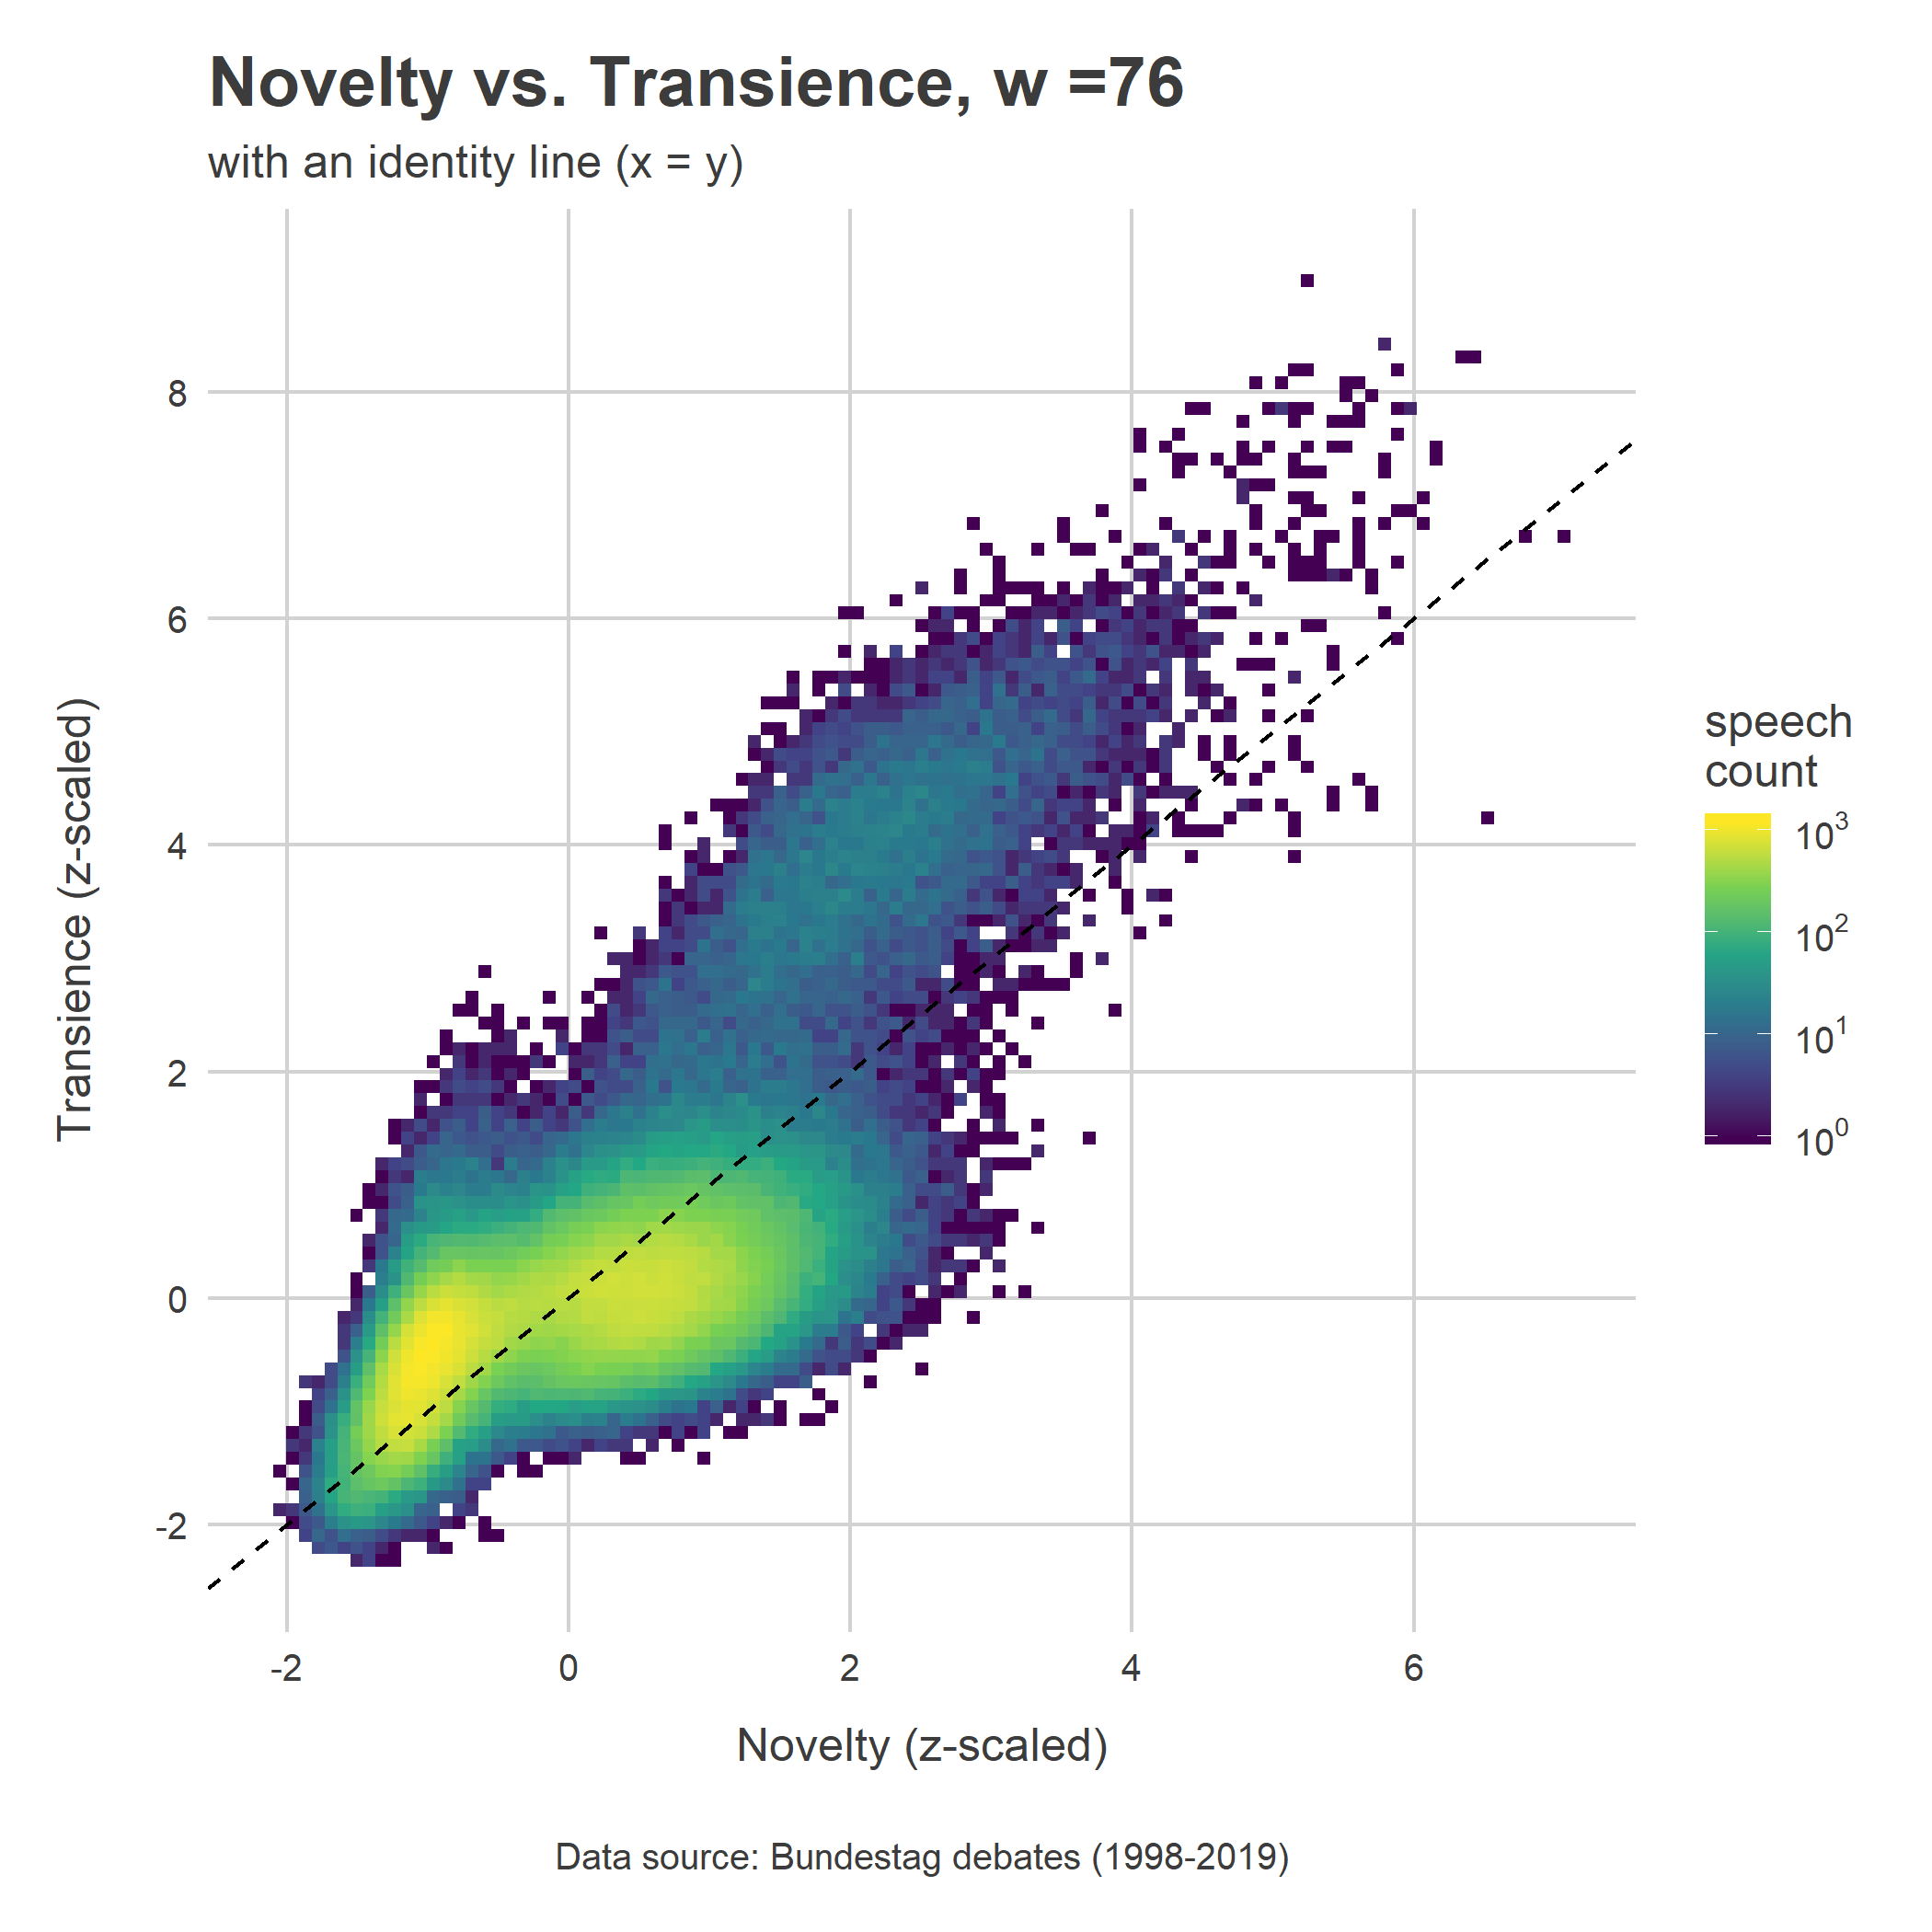 Novelty vs. Transience, w =76
with an identity line (x = y)
Transience (z-scaled)
8
6
4
2
0
-2
-2 0 2 4 6
Novelty (z-scaled)
speech
count
10³
10²
10¹
10⁰
Data source: Bundestag debates (1998-2019)